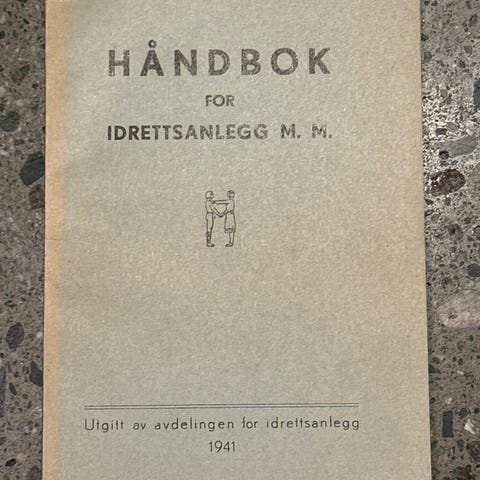 HÅNDBOK
FOR
IDRETTSANLEGG M. M.
Utgitt av avdelingen for idrettsanlegg
1941